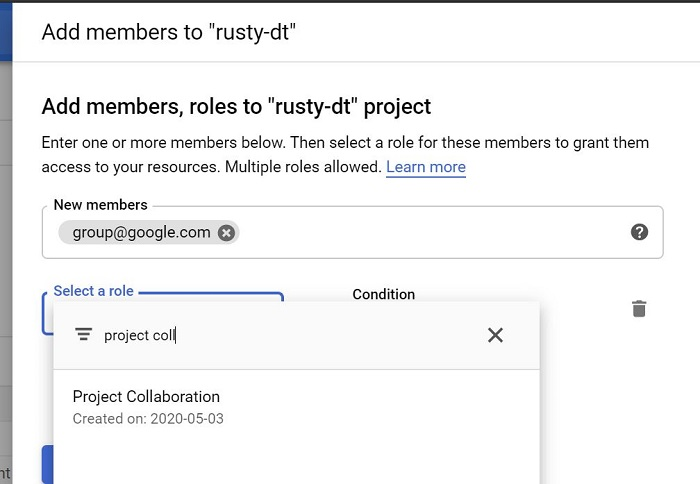 Add members to "rusty-dt"
Add members, roles to "rusty-dt" project
Enter one or more members below. Then select a role for these members to grant them
access to your resources. Multiple roles allowed. Learn more
New members
group@google.com
Select a role
Condition
project coll
Project Collaboration
Created on: 2020-05-03
nt